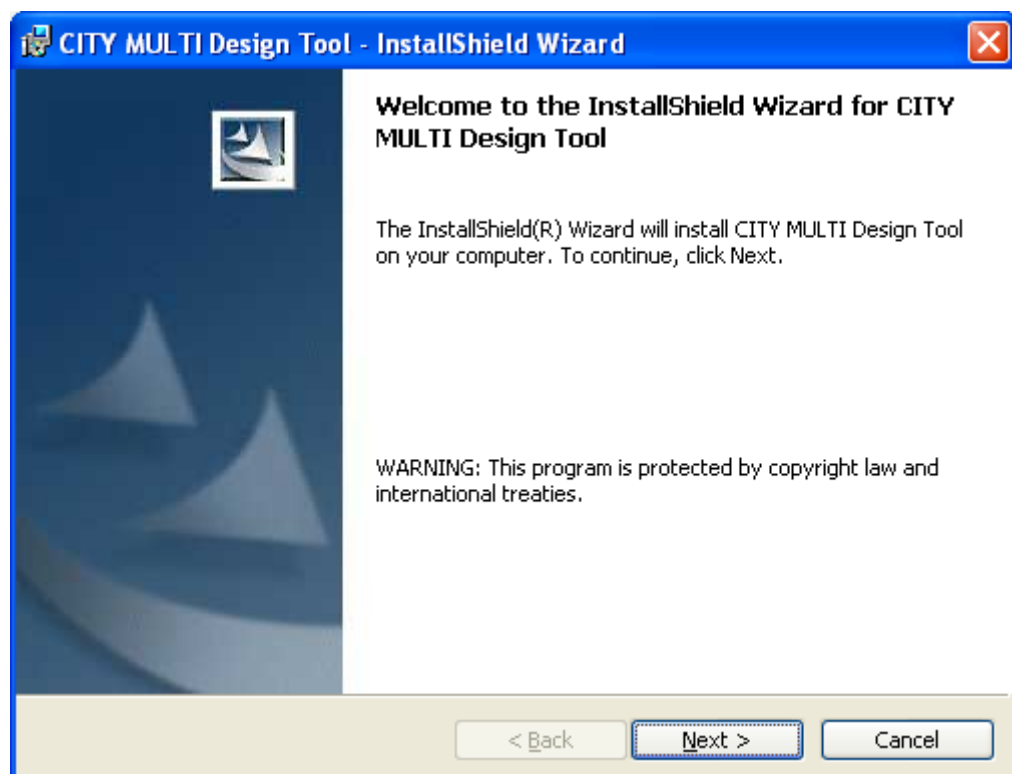 CITY MULTI Design Tool - InstallShield Wizard
Welcome to the InstallShield Wizard for CITY
MULTI Design Tool
The InstallShield(R) Wizard will install CITY MULTI Design Tool
on your computer. To continue, click Next.
WARNING: This program is protected by copyright law and
international treaties.
< Back
Next >
Cancel